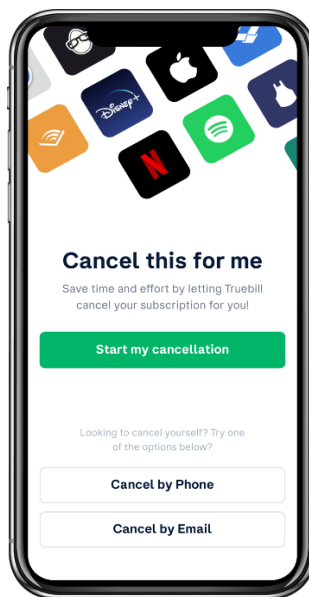 Disney+
N
Cancel this for me
Save time and effort by letting Truebill
cancel your subscription for you!
Start my cancellation
Looking to cancel yourself? Try one
of the options below?
Cancel by Phone
Cancel by Email